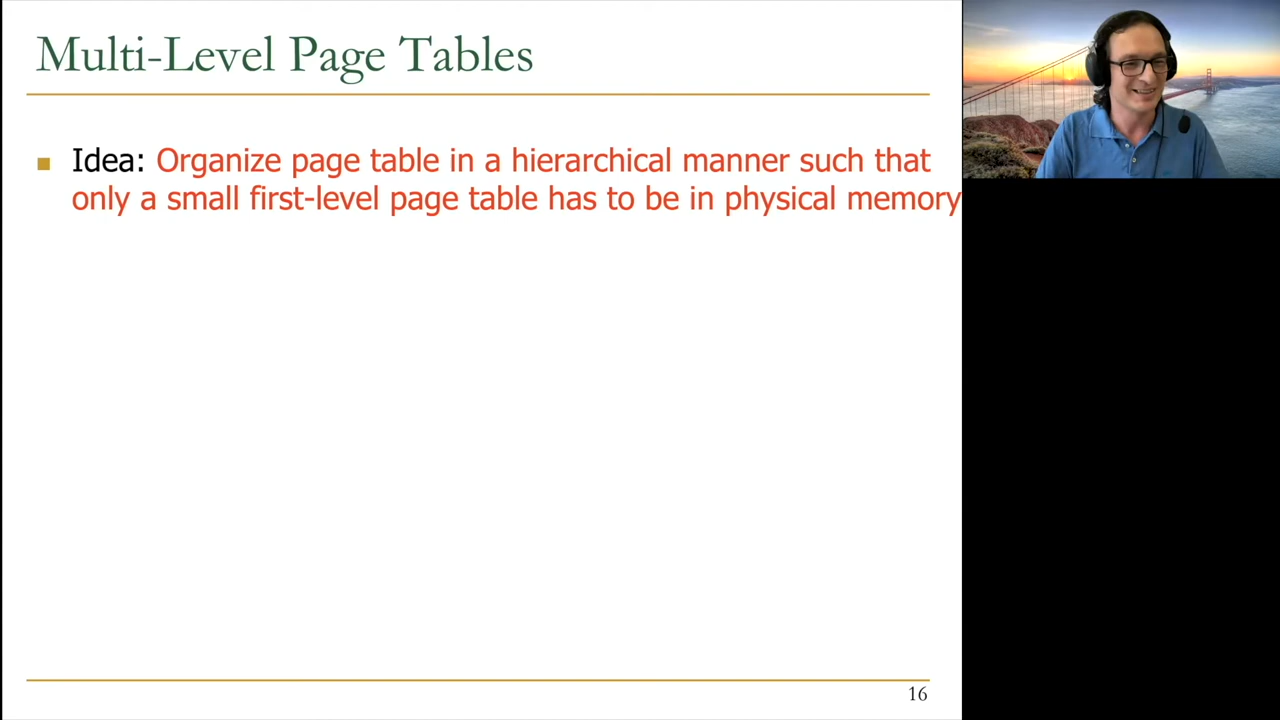 Multi-Level Page Tables
Idea: Organize page table in a hierarchical manner such that
only a small first-level page table has to be in physical memory
16